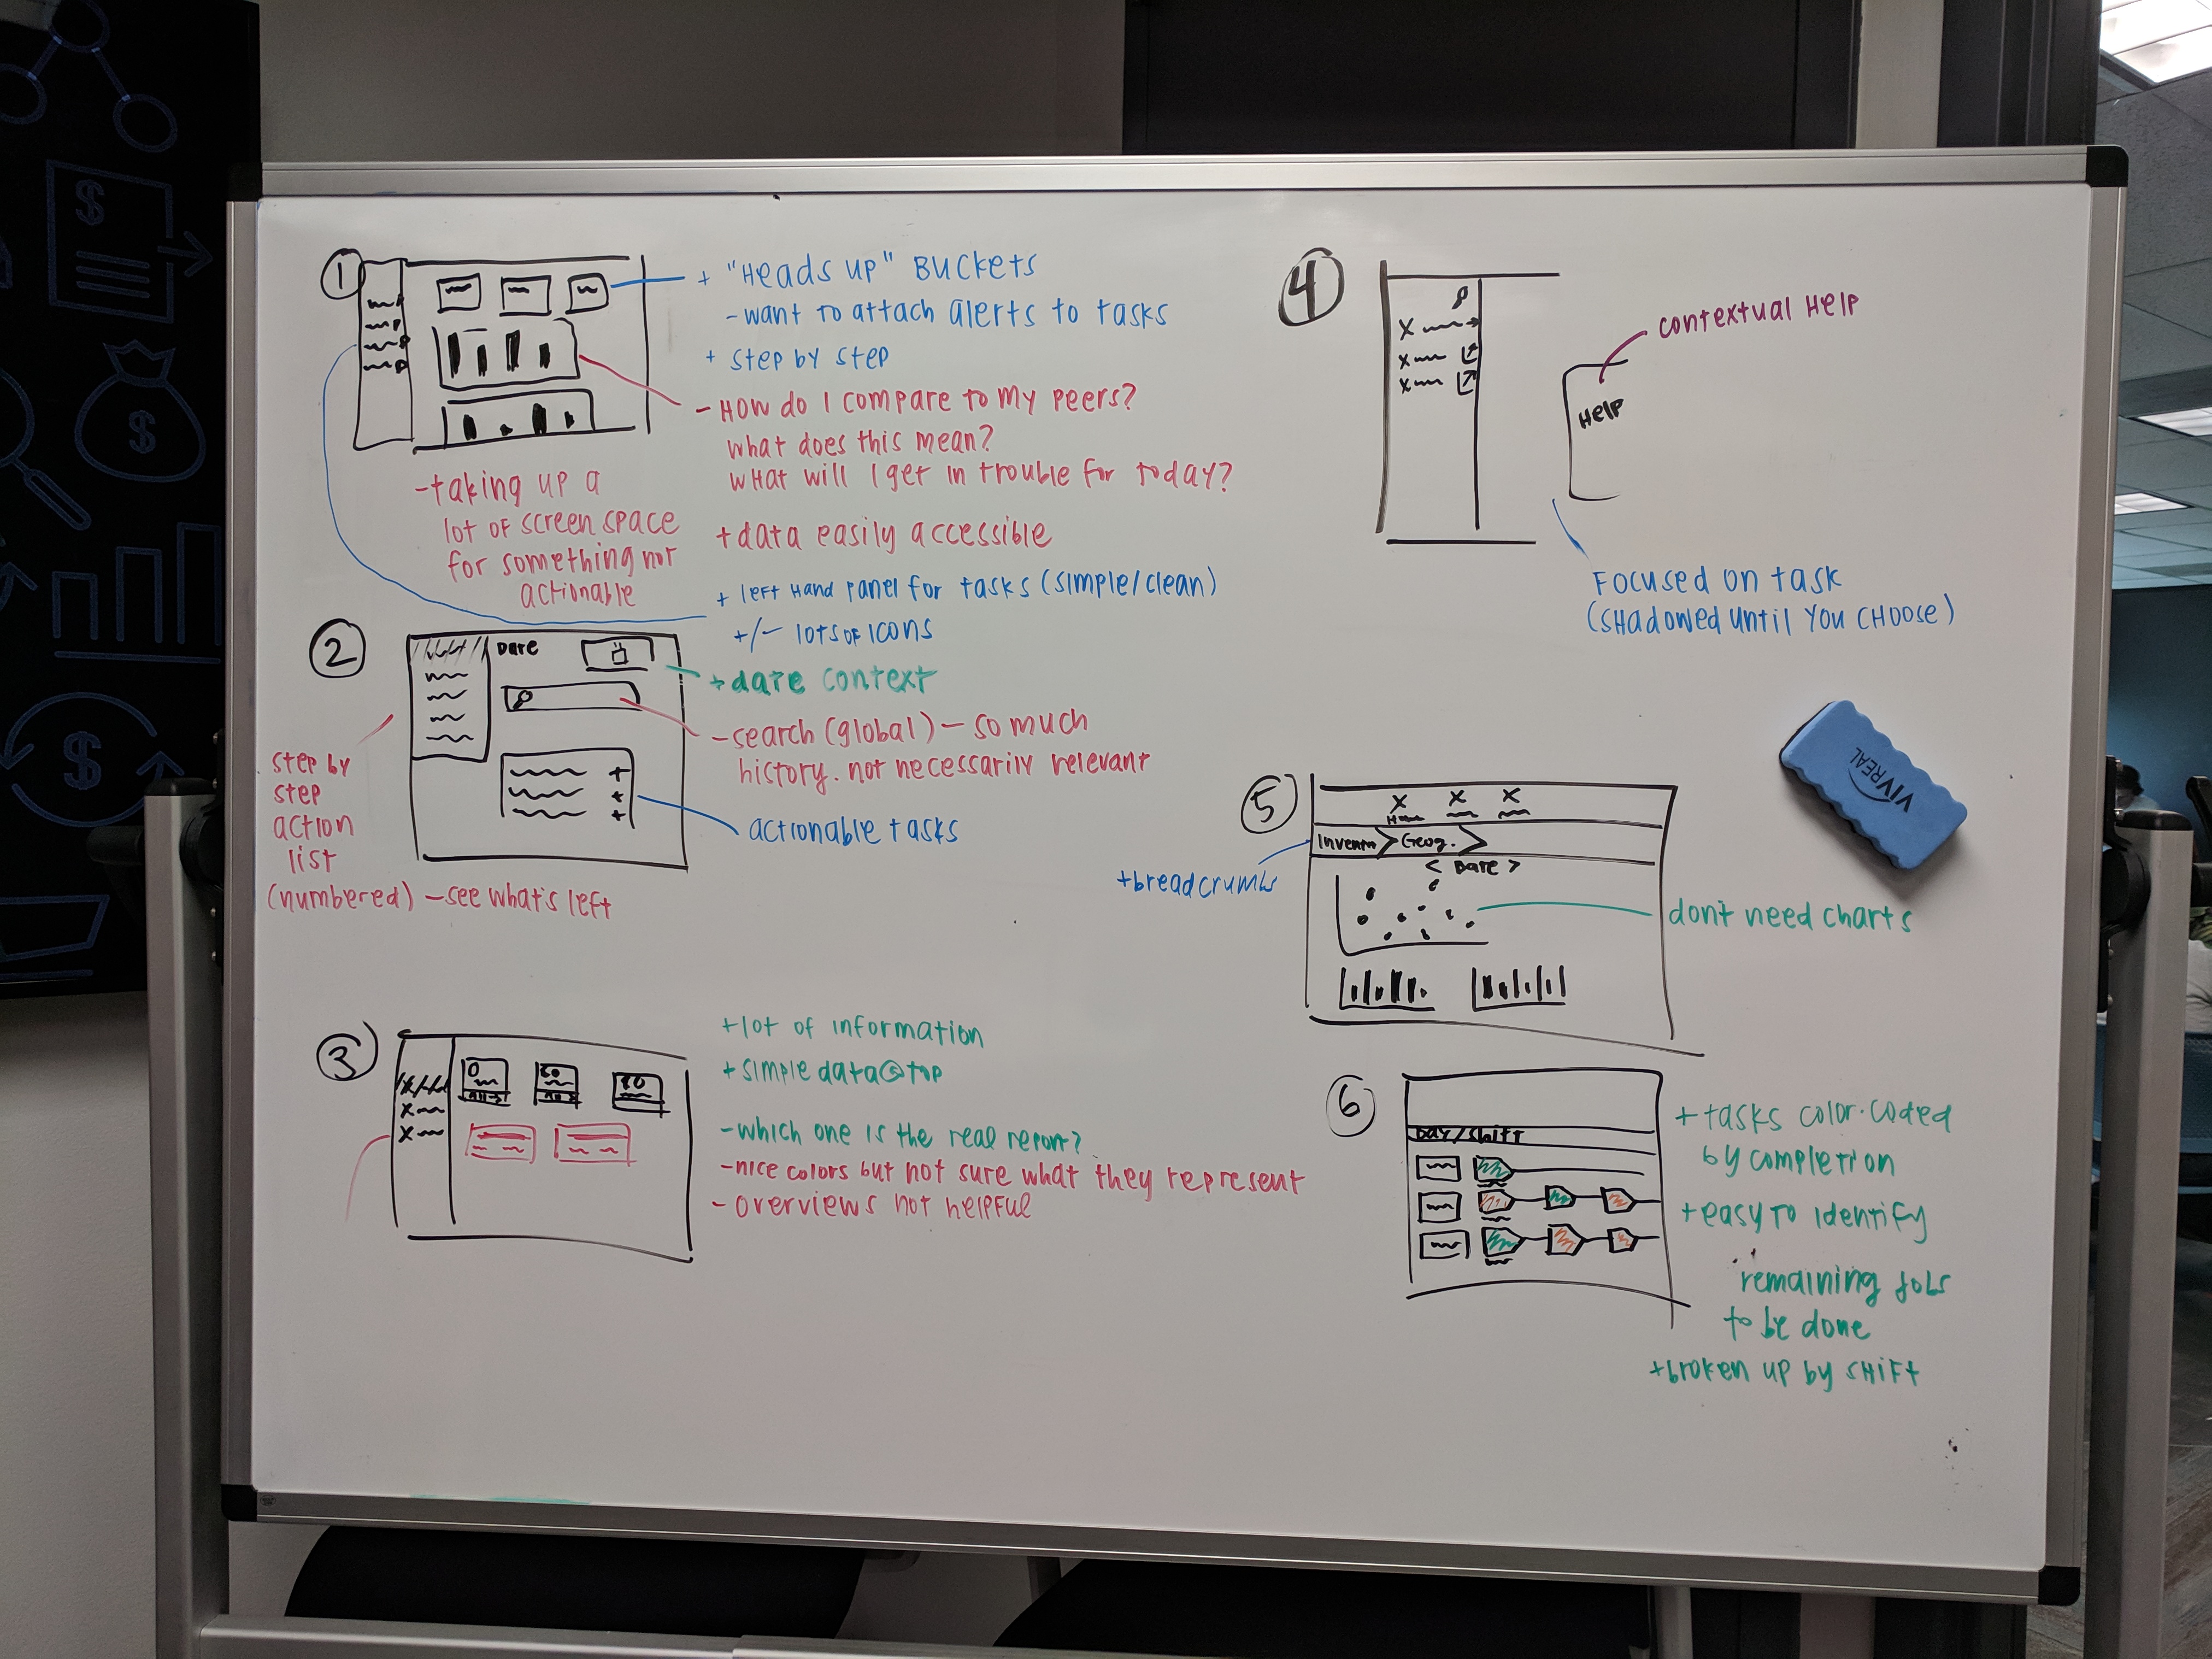 1
+ "Heads up" Buckets
- want to attach alerts to tasks
+ step by step
- How do I compare to my peers?
what does this mean?
what will I get in trouble for today?
- taking up a
lot of screen space
for something not
actionable
+ data easily accessible
+ left hand panel for tasks (simple/clean)
+/- lots of icons
2
Date
+ date context
- search (global) - so much
history. not necessarily relevant
actionable tasks
step by
step
action
list
(numbered) - see what's left
3
0
80
+ lot of information
+ simple data @ top
- which one is the real report?
- nice colors but not sure what they represent
- overviews not helpful
4
contextual Help
Help
Focused on task
(shadowed until you choose)
VIVREAL
5
Geog.
< Date >
+ breadcrumbs
don't need charts
6
Day/Shift
+ tasks color-coded
by completion
+ easy to identify
remaining jobs
to be done
+ broken up by shift
$
$
$